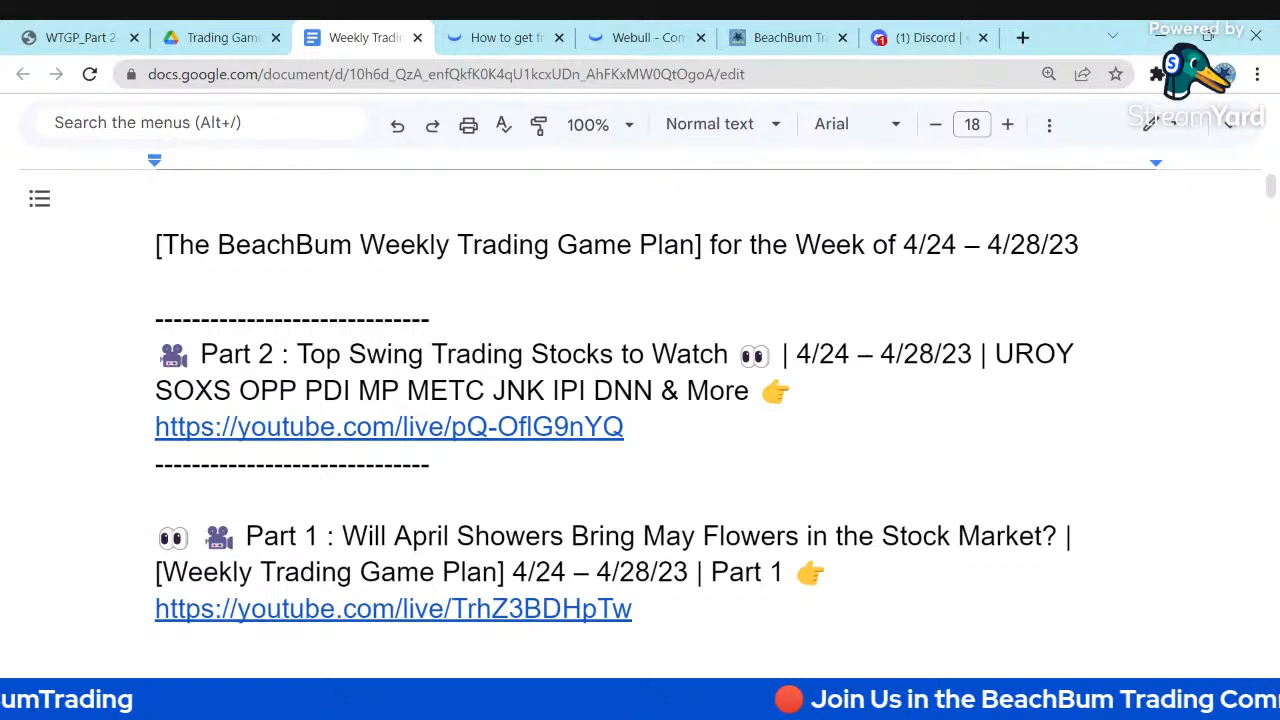 WTGP_Part 2- Trading Game Weekly Tradi How to get fr Webull - Com BeachBum Tr (1) Discord |
Powered by
docs.google.com/document/d/10h6d_QzA_enfQbDX0K4qU1kcxUDn_AhFKxMW0QtOgoA/edit
StreamYard
Search the menus (Alt+/) 100% Normal text Arial 18
[The BeachBum Weekly Trading Game Plan] for the Week of 4/24 – 4/28/23
------------------------------
🎥 Part 2 : Top Swing Trading Stocks to Watch 👀 | 4/24 – 4/28/23 | UROY
SOXS OPP PDI MP METC JNK IPI DNN & More 👉
https://youtube.com/live/pQ-OflG9nYQ
------------------------------
👀 🎥 Part 1 : Will April Showers Bring May Flowers in the Stock Market? |
[Weekly Trading Game Plan] 4/24 – 4/28/23 | Part 1 👉
https://youtube.com/live/TrhZ3BDHpTw
umTrading 🔴 Join Us in the BeachBum Trading Com